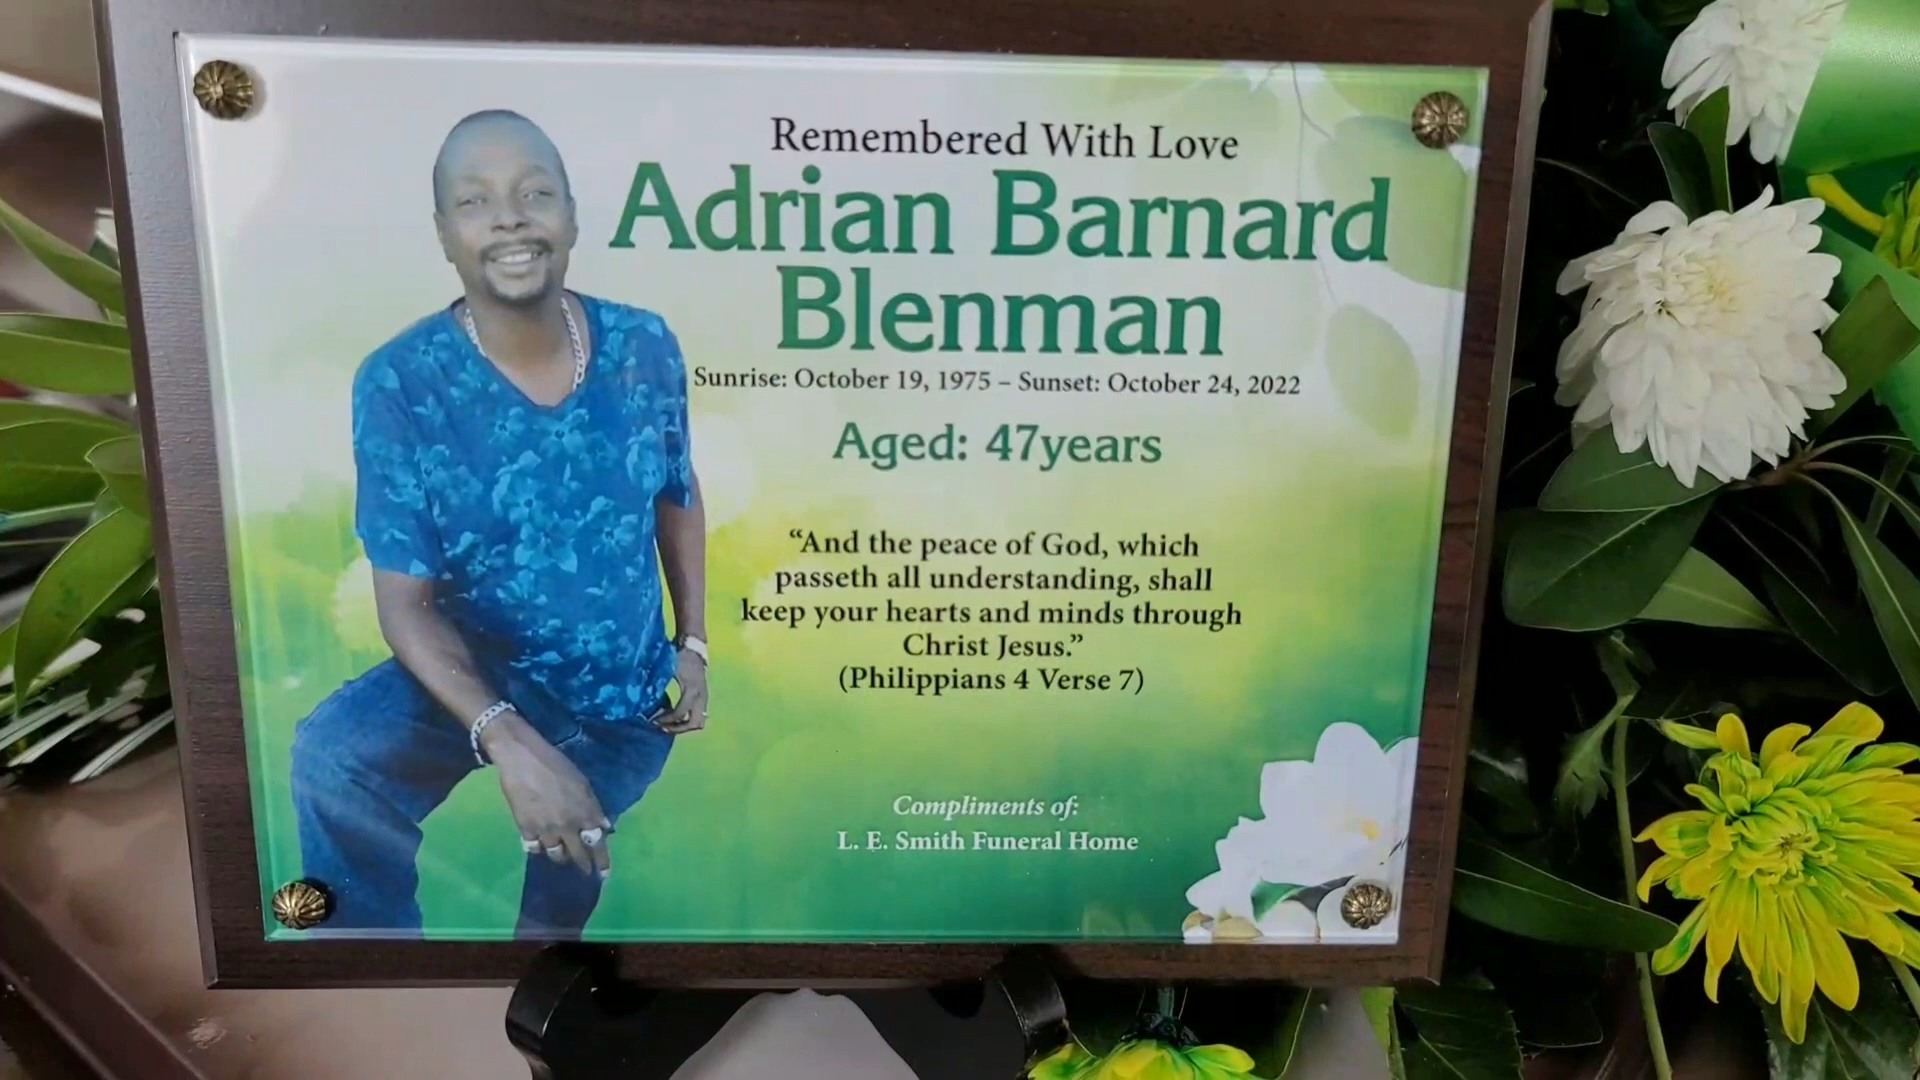 Remembered With Love
Adrian Barnard
Blenman
Sunrise: October 19, 1975 – Sunset: October 24, 2022
Aged: 47years
“And the peace of God, which
passeth all understanding, shall
keep your hearts and minds through
Christ Jesus.”
(Philippians 4 Verse 7)
Compliments of:
L. E. Smith Funeral Home